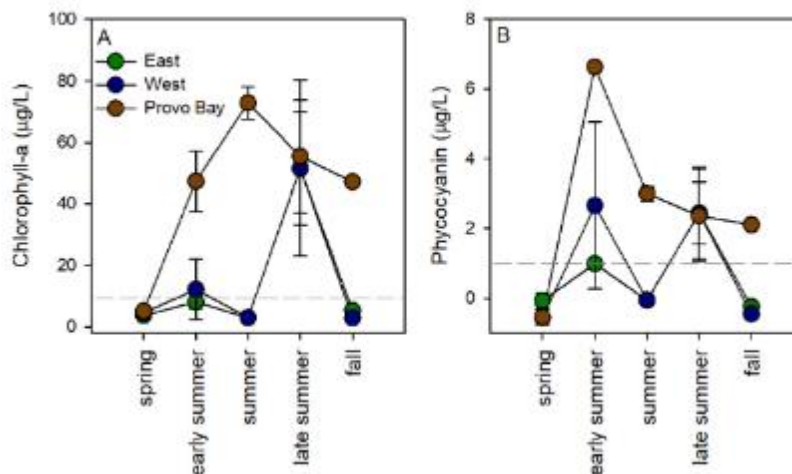 A
East
West
Provo Bay
Chlorophyll-a (µg/L)
100
80
60
40
20
0
spring
early summer
summer
late summer
fall
B
Phycocyanin (µg/L)
8
6
4
2
0
spring
early summer
summer
late summer
fall